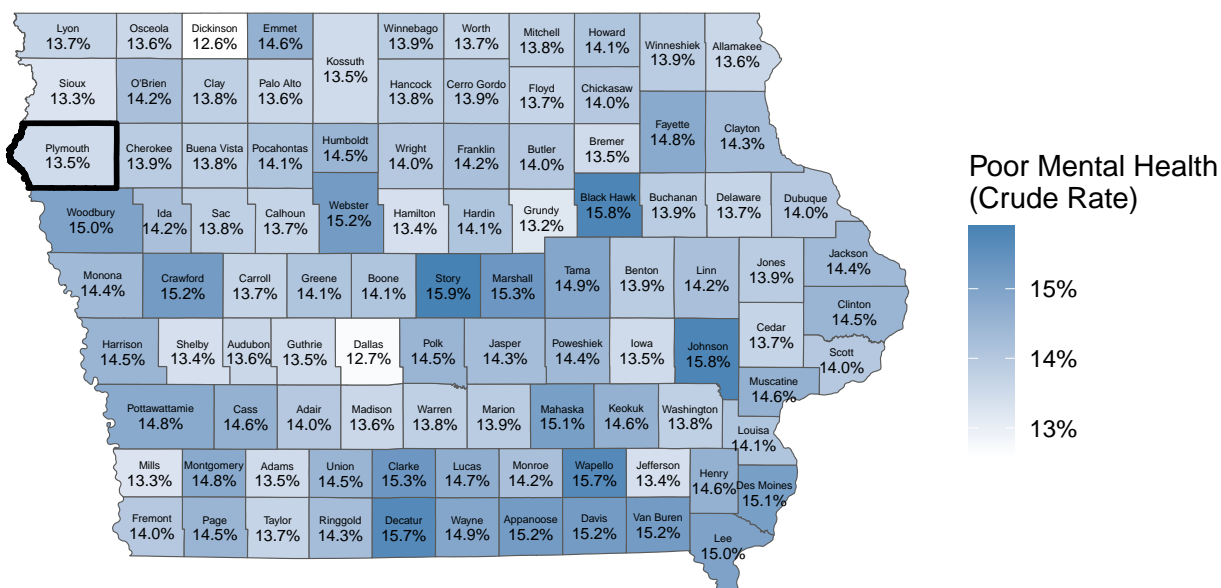 Lyon
13.7%
Osceola
13.6%
Dickinson
12.6%
Emmet
14.6%
Kossuth
13.5%
Winnebago
13.9%
Worth
13.7%
Mitchell
13.8%
Howard
14.1%
Winneshiek
13.9%
Allamakee
13.6%
Sioux
13.3%
O'Brien
14.2%
Clay
13.8%
Palo Alto
13.6%
Hancock
13.8%
Cerro Gordo
13.9%
Floyd
13.7%
Chickasaw
14.0%
Fayette
14.8%
Clayton
14.3%
Plymouth
13.5%
Cherokee
13.9%
Buena Vista
13.8%
Pocahontas
14.1%
Humboldt
14.5%
Wright
14.0%
Franklin
14.2%
Butler
14.0%
Bremer
13.5%
Woodbury
15.0%
Ida
14.2%
Sac
13.8%
Calhoun
13.7%
Webster
15.2%
Hamilton
13.4%
Hardin
14.1%
Grundy
13.2%
Black Hawk
15.8%
Buchanan
13.9%
Delaware
13.7%
Dubuque
14.0%
Monona
14.4%
Crawford
15.2%
Carroll
13.7%
Greene
14.1%
Boone
14.1%
Story
15.9%
Marshall
15.3%
Tama
14.9%
Benton
13.9%
Linn
14.2%
Jones
13.9%
Jackson
14.4%
Clinton
14.5%
Harrison
14.5%
Shelby
13.4%
Audubon
13.6%
Guthrie
13.5%
Dallas
12.7%
Polk
14.5%
Jasper
14.3%
Poweshiek
14.4%
Iowa
13.5%
Johnson
15.8%
Cedar
13.7%
Scott
14.0%
Muscatine
14.6%
Pottawattamie
14.8%
Cass
14.6%
Adair
14.0%
Madison
13.6%
Warren
13.8%
Marion
13.9%
Mahaska
15.1%
Keokuk
14.6%
Washington
13.8%
Louisa
14.1%
Mills
13.3%
Montgomery
14.8%
Adams
13.5%
Union
14.5%
Clarke
15.3%
Lucas
14.7%
Monroe
14.2%
Wapello
15.7%
Jefferson
13.4%
Henry
14.6%
Des Moines
15.1%
Fremont
14.0%
Page
14.5%
Taylor
13.7%
Ringgold
14.3%
Decatur
15.7%
Wayne
14.9%
Appanoose
15.2%
Davis
15.2%
Van Buren
15.2%
Lee
15.0%
Poor Mental Health
(Crude Rate)
15%
14%
13%